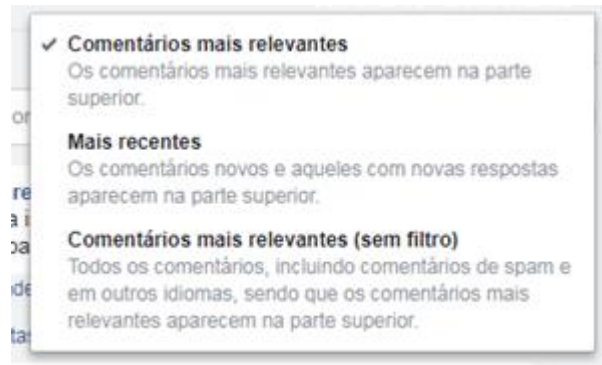 Comentários mais relevantes
Os comentários mais relevantes aparecem na parte
superior.
Mais recentes
Os comentários novos e aqueles com novas respostas
aparecem na parte superior.
Comentários mais relevantes (sem filtro)
Todos os comentários, incluindo comentários de spam e
em outros idiomas, sendo que os comentários mais
relevantes aparecem na parte superior.